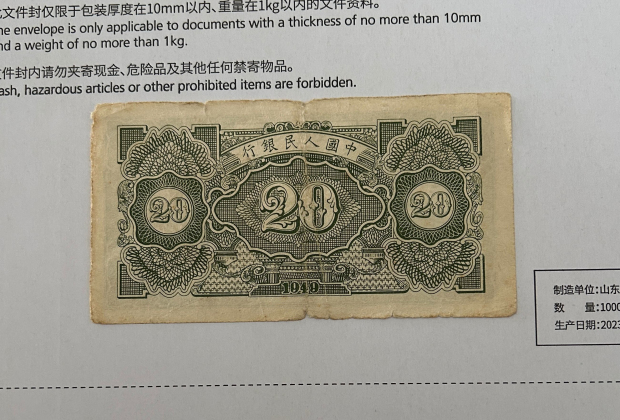 此文件封仅限于包装厚度在10mm以内、重量在1kg以内的文件资料。
he envelope is only applicable to documents with a thickness of no more than 10mm
nd a weight of no more than 1kg.
文件封内请勿夹寄现金、危险品及其他任何禁寄物品。
ash, hazardous articles or other prohibited items are forbidden.
中國人民銀行
20
20
20
1949
制造单位:山东
数 量:1000
生产日期:2023